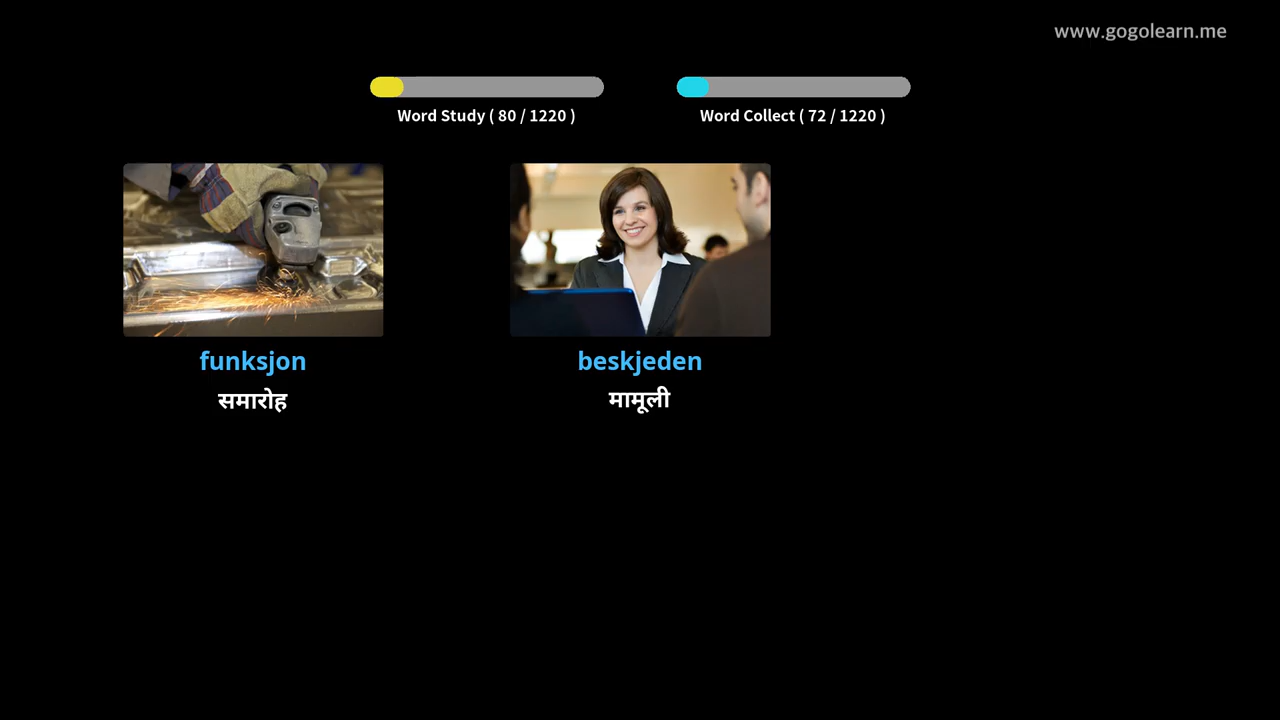 www.gogolearn.me
Word Study ( 80 / 1220 )
Word Collect ( 72 / 1220 )
funksjon
समारोह
beskjeden
मामूली